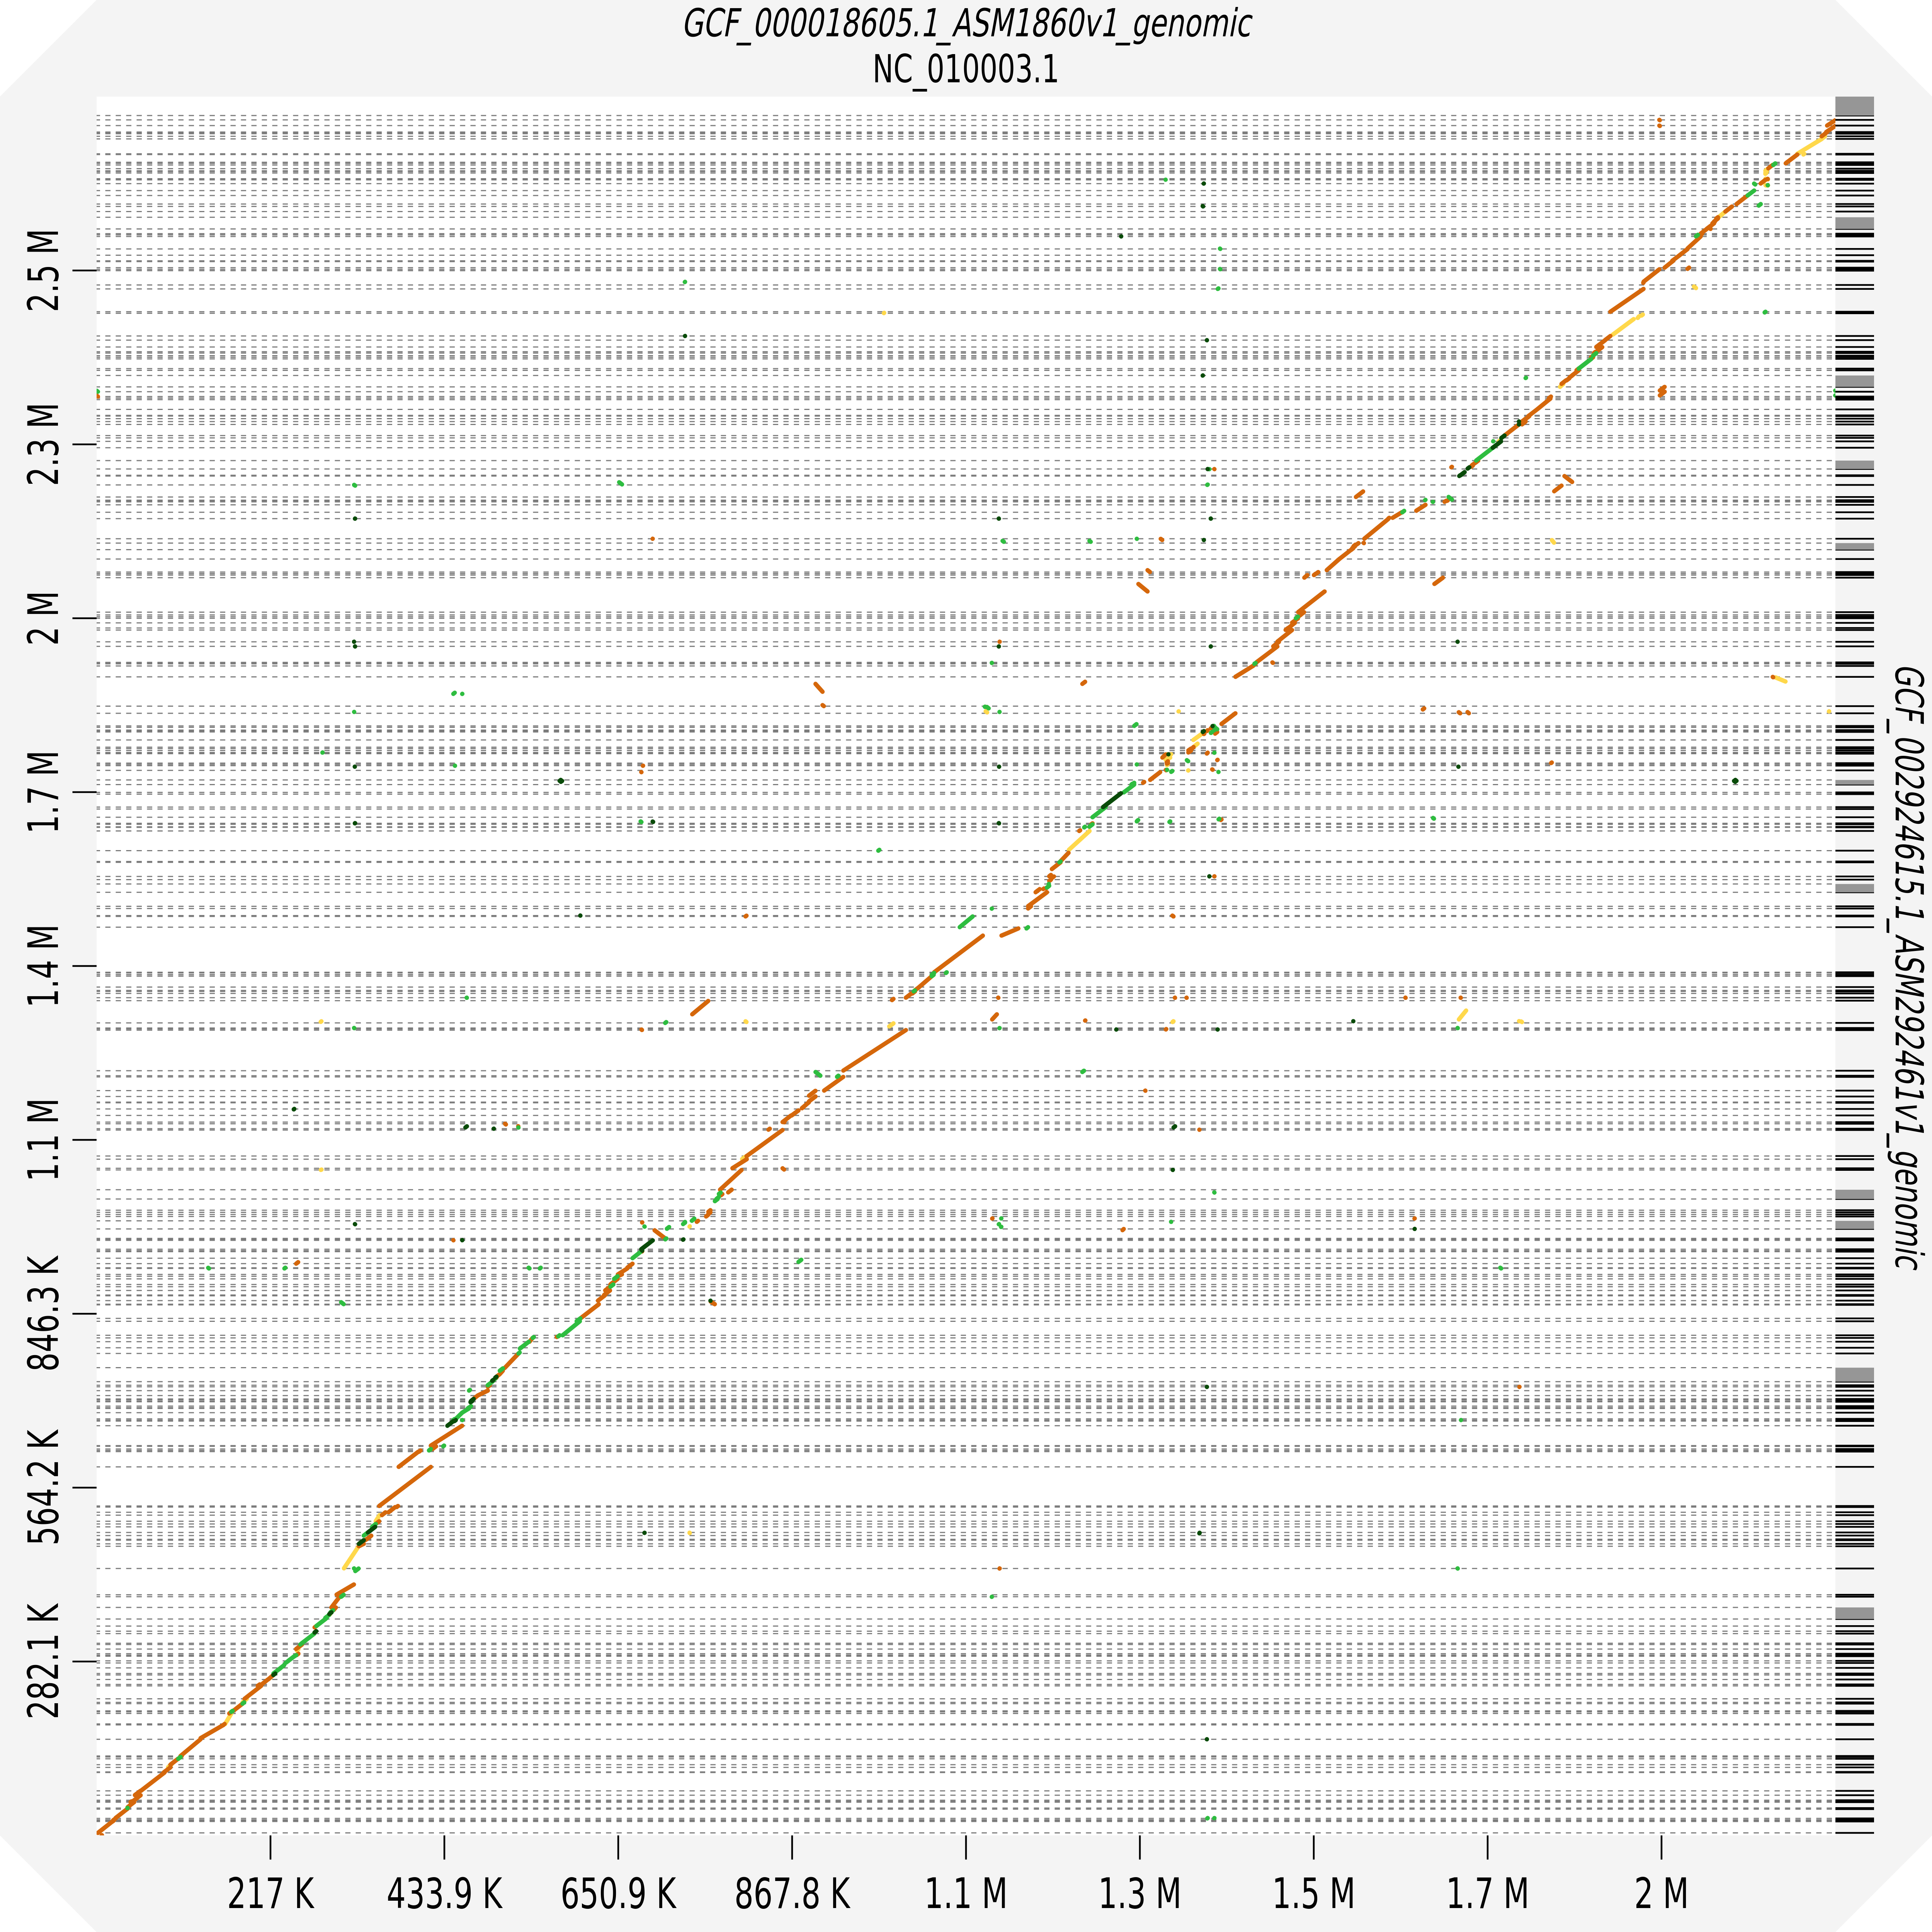 GCF_000018605.1_ASM1860v1_genomic
NC_010003.1
2.5 M
2.3 M
2 M
1.7 M
1.4 M
1.1 M
846.3 K
564.2 K
282.1 K
GCF_002924615.1_ASM292461v1_genomic
217 K
433.9 K
650.9 K
867.8 K
1.1 M
1.3 M
1.5 M
1.7 M
2 M